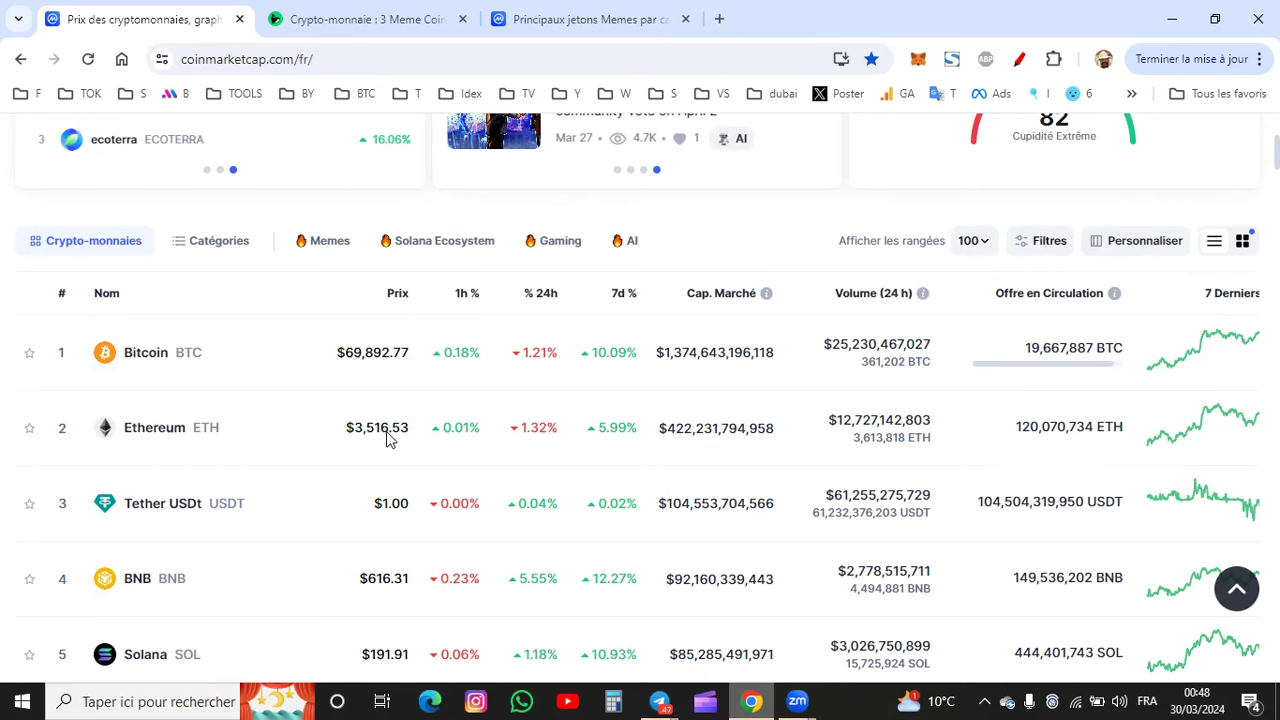 Prix des cryptomonnaies, graph
Crypto-monnaie : 3 Meme Coin
Principaux jetons Memes par ca
coinmarketcap.com/fr/
ABP
Terminer la mise à jour
F
TOK
S
B
TOOLS
BY
BTC
T
Idex
TV
Y
W
S
VS
dubai
Poster
GA
T
Ads
I
6
Tous les favoris
3 ecoterra ECOTERRA 16.06%
community vote on April 2
Mar 27 • 4.7K • 1 AI
82
Cupidité Extrême
Crypto-monnaies
Catégories
Memes
Solana Ecosystem
Gaming
AI
Afficher les rangées 100
Filtres
Personnaliser
# Nom Prix 1h % % 24h 7d % Cap. Marché Volume (24 h) Offre en Circulation 7 Derniers
1 Bitcoin BTC $69,892.77 0.18% 1.21% 10.09% $1,374,643,196,118 $25,230,467,027 19,667,887 BTC
361,202 BTC
2 Ethereum ETH $3,516.53 0.01% 1.32% 5.99% $422,231,794,958 $12,727,142,803 120,070,734 ETH
3,613,818 ETH
3 Tether USDt USDT $1.00 0.00% 0.04% 0.02% $104,553,704,566 $61,255,275,729 104,504,319,950 USDT
61,232,376,203 USDT
4 BNB BNB $616.31 0.23% 5.55% 12.27% $92,160,339,443 $2,778,515,711 149,536,202 BNB
4,494,881 BNB
5 Solana SOL $191.91 0.06% 1.18% 10.93% $85,285,491,971 $3,026,750,899 444,401,743 SOL
15,725,924 SOL
Taper ici pour rechercher
47
zm
10°C
FRA
00:48
30/03/2024
4